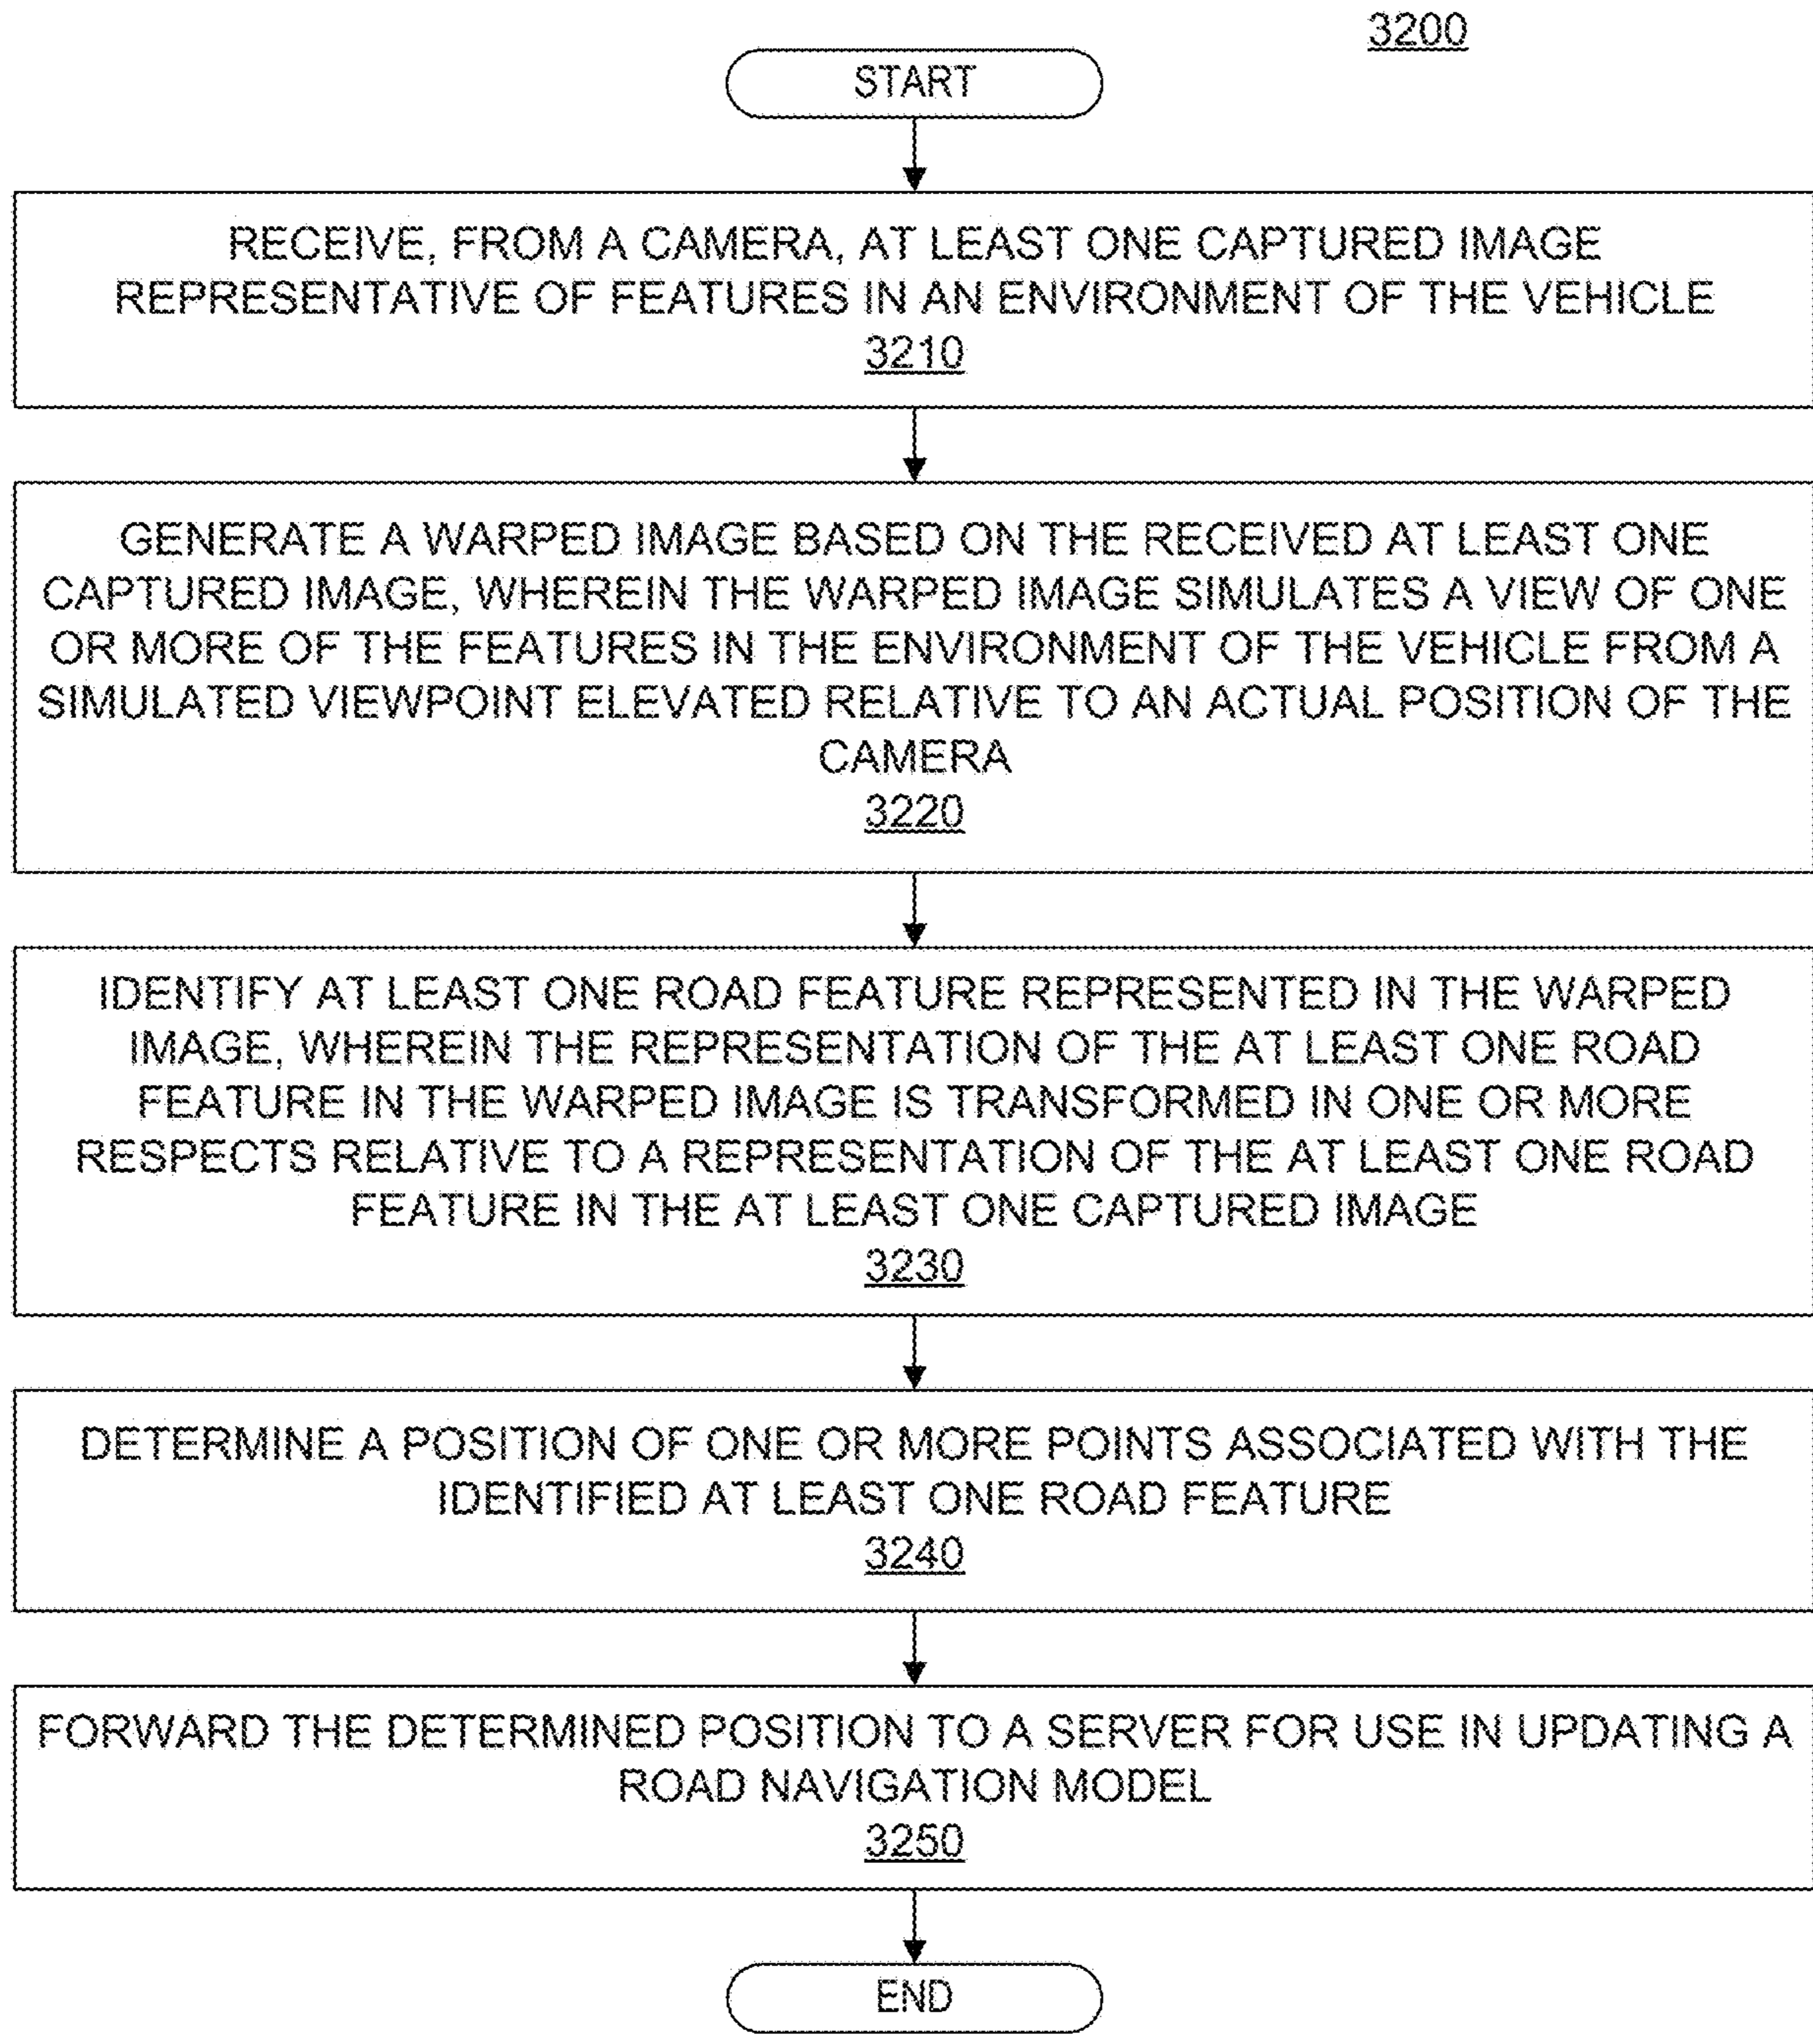 3200
START
RECEIVE, FROM A CAMERA, AT LEAST ONE CAPTURED IMAGE
REPRESENTATIVE OF FEATURES IN AN ENVIRONMENT OF THE VEHICLE
3210
GENERATE A WARPED IMAGE BASED ON THE RECEIVED AT LEAST ONE
CAPTURED IMAGE, WHEREIN THE WARPED IMAGE SIMULATES A VIEW OF ONE
OR MORE OF THE FEATURES IN THE ENVIRONMENT OF THE VEHICLE FROM A
SIMULATED VIEWPOINT ELEVATED RELATIVE TO AN ACTUAL POSITION OF THE
CAMERA
3220
IDENTIFY AT LEAST ONE ROAD FEATURE REPRESENTED IN THE WARPED
IMAGE, WHEREIN THE REPRESENTATION OF THE AT LEAST ONE ROAD
FEATURE IN THE WARPED IMAGE IS TRANSFORMED IN ONE OR MORE
RESPECTS RELATIVE TO A REPRESENTATION OF THE AT LEAST ONE ROAD
FEATURE IN THE AT LEAST ONE CAPTURED IMAGE
3230
DETERMINE A POSITION OF ONE OR MORE POINTS ASSOCIATED WITH THE
IDENTIFIED AT LEAST ONE ROAD FEATURE
3240
FORWARD THE DETERMINED POSITION TO A SERVER FOR USE IN UPDATING A
ROAD NAVIGATION MODEL
3250
END